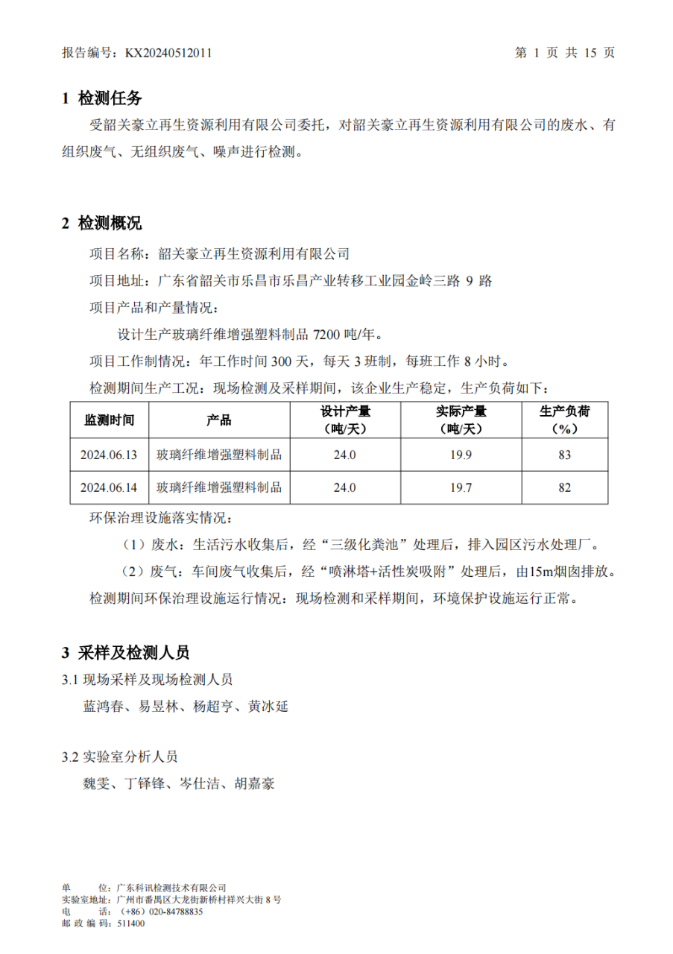 报告编号：KX20240512011 第 1 页 共 15 页
1 检测任务
受韶关豪立再生资源利用有限公司委托，对韶关豪立再生资源利用有限公司的废水、有
组织废气、无组织废气、噪声进行检测。
2 检测概况
项目名称：韶关豪立再生资源利用有限公司
项目地址：广东省韶关市乐昌市乐昌产业转移工业园金岭三路 9 路
项目产品和产量情况：
设计生产玻璃纤维增强塑料制品 7200 吨/年。
项目工作制情况：年工作时间 300 天，每天 3 班制，每班工作 8 小时。
检测期间生产工况：现场检测及采样期间，该企业生产稳定，生产负荷如下：
监测时间 产品 设计产量（吨/天） 实际产量（吨/天） 生产负荷（%）
2024.06.13 玻璃纤维增强塑料制品 24.0 19.9 83
2024.06.14 玻璃纤维增强塑料制品 24.0 19.7 82
环保治理设施落实情况：
（1）废水：生活污水收集后，经“三级化粪池”处理后，排入园区污水处理厂。
（2）废气：车间废气收集后，经“喷淋塔+活性炭吸附”处理后，由15m烟囱排放。
检测期间环保治理设施运行情况：现场检测和采样期间，环境保护设施运行正常。
3 采样及检测人员
3.1 现场采样及现场检测人员
蓝鸿春、易昱林、杨超亨、黄冰延
3.2 实验室分析人员
魏雯、丁铎锋、岑仕洁、胡嘉豪
单 位：广东科讯检测技术有限公司
实验室地址：广州市番禺区大龙街新桥村祥兴大街 8 号
电 话：（+86）020-84788835
邮 政 编 码：511400